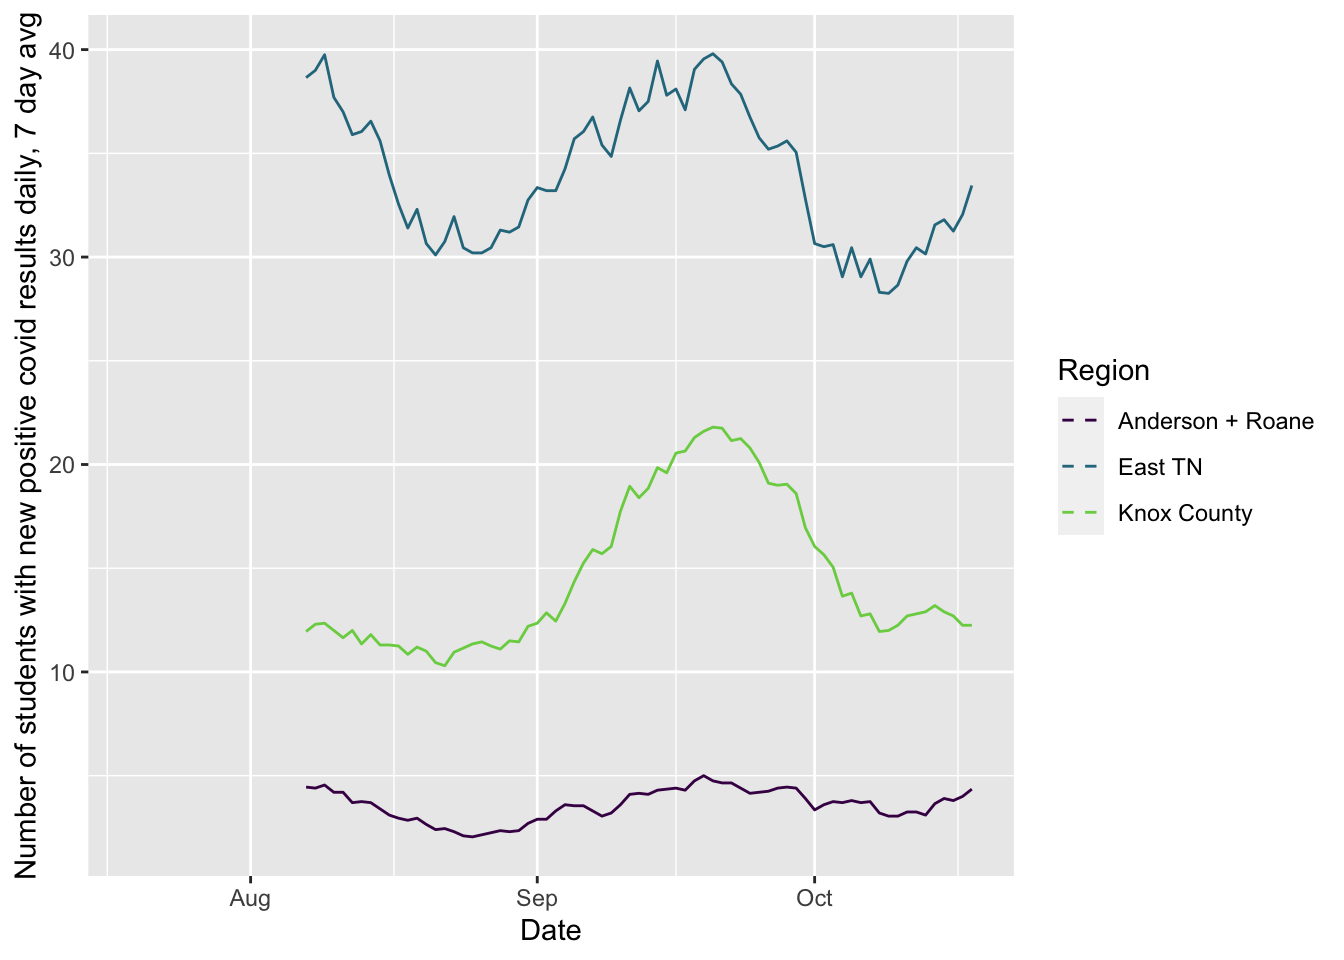 Number of students with new positive covid results daily, 7 day avg
40
30
20
10
Aug
Sep
Oct
Date
Region
Anderson + Roane
East TN
Knox County